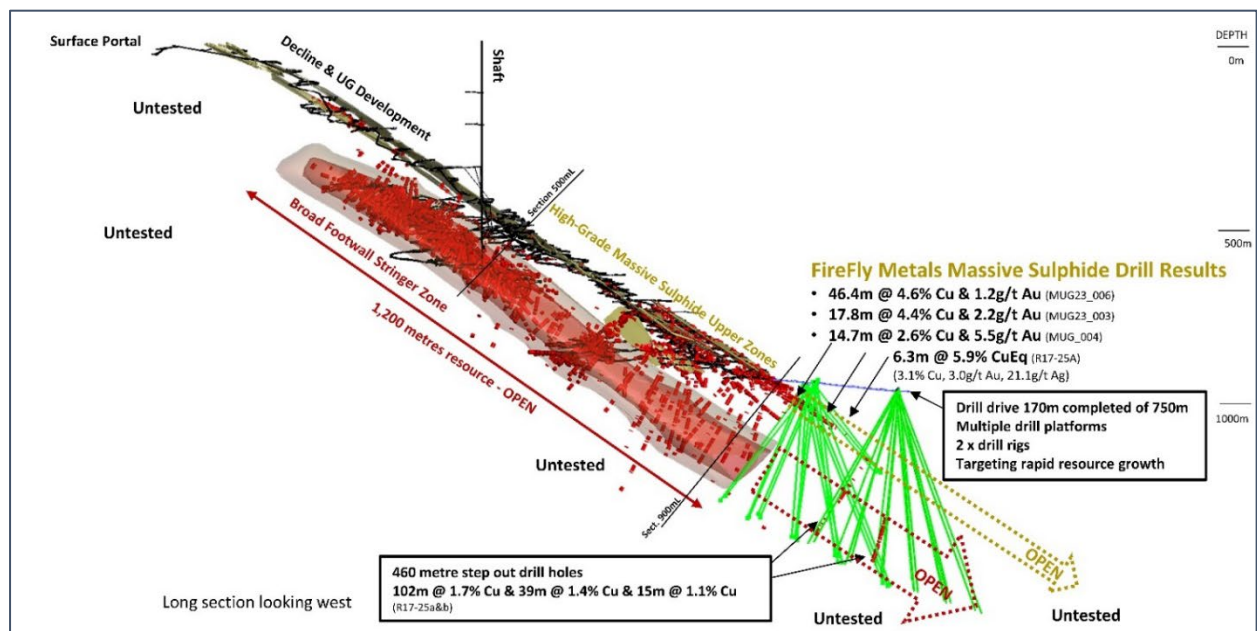 Surface Portal
Decline & UG Development
Shaft
DEPTH
0m
Untested
Untested
Section 500mL
Broad Footwall Stringer Zone
1,200 metres resource - OPEN
High-Grade Massive Sulphide Upper Zones
500m
FireFly Metals Massive Sulphide Drill Results
• 46.4m @ 4.6% Cu & 1.2g/t Au (MUG23_006)
• 17.8m @ 4.4% Cu & 2.2g/t Au (MUG23_003)
• 14.7m @ 2.6% Cu & 5.5g/t Au (MUG_004)
6.3m @ 5.9% CuEq (R17-25A)
(3.1% Cu, 3.0g/t Au, 21.1g/t Ag)
Drill drive 170m completed of 750m
Multiple drill platforms
2 x drill rigs
Targeting rapid resource growth
1000m
Untested
Sect. 900mL
460 metre step out drill holes
102m @ 1.7% Cu & 39m @ 1.4% Cu & 15m @ 1.1% Cu
(R17-25a&b)
OPEN
OPEN
Long section looking west
Untested
Untested